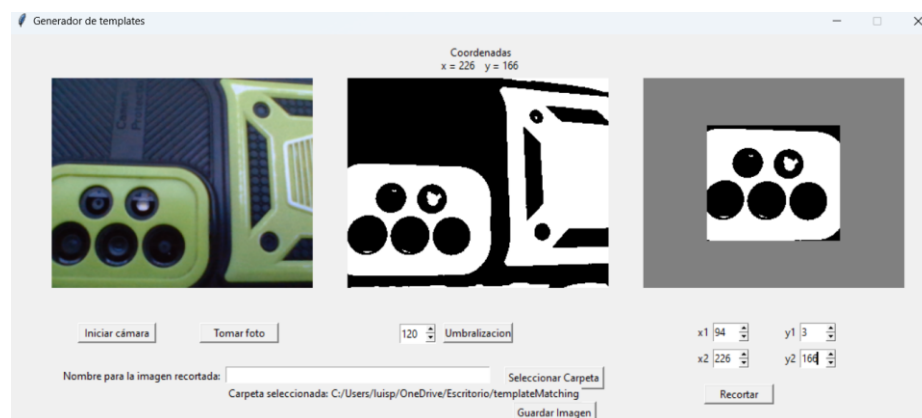 Generador de templates
Coordenadas
x = 226 y = 166
Iniciar cámara
Tomar foto
120
Umbralizacion
x1 94
y1 3
x2 226
y2 166
Nombre para la imagen recortada:
Seleccionar Carpeta
Carpeta seleccionada: C:/Users/luisp/OneDrive/Escritorio/templateMatching
Recortar
Guardar Imagen